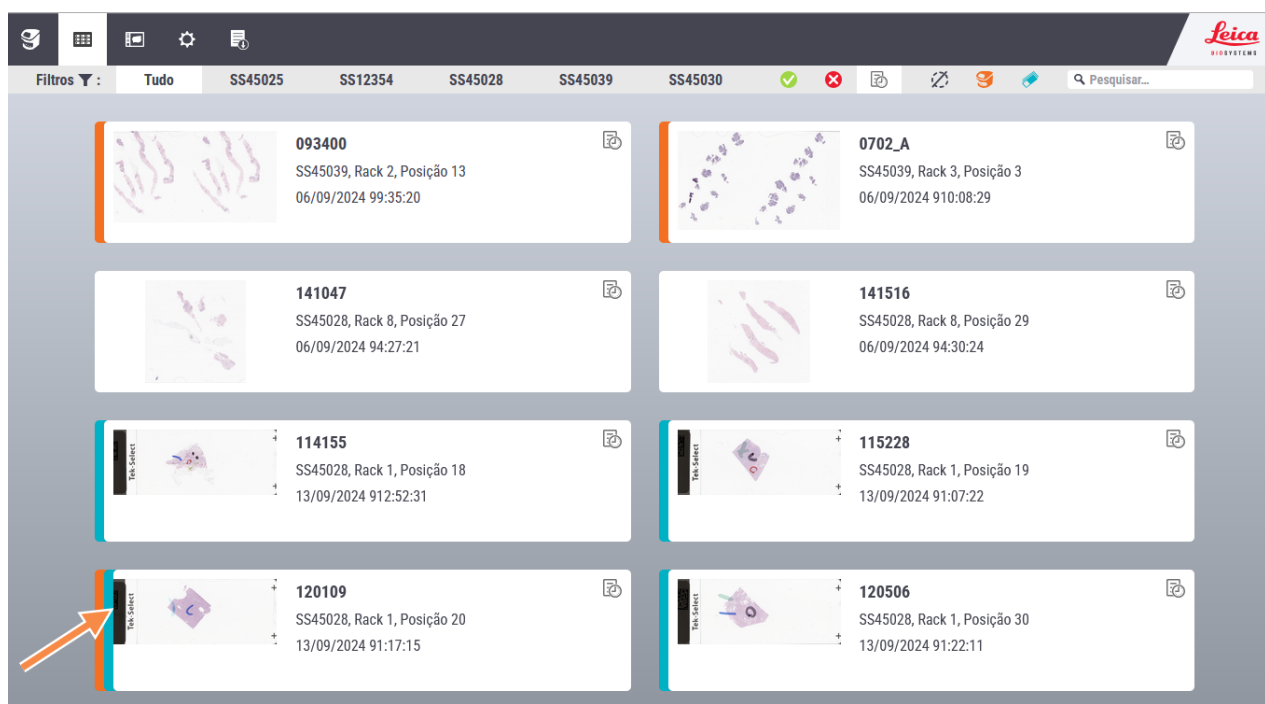 Leica
BIOSYSTEMS
Filtros : Tudo SS45025 SS12354 SS45028 SS45039 SS45030 Pesquisar...
093400
SS45039, Rack 2, Posição 13
06/09/2024 99:35:20
0702_A
SS45039, Rack 3, Posição 3
06/09/2024 910:08:29
141047
SS45028, Rack 8, Posição 27
06/09/2024 94:27:21
141516
SS45028, Rack 8, Posição 29
06/09/2024 94:30:24
Tek-Select
114155
SS45028, Rack 1, Posição 18
13/09/2024 912:52:31
Tek-Select
115228
SS45028, Rack 1, Posição 19
13/09/2024 91:07:22
Tek-Select
120109
SS45028, Rack 1, Posição 20
13/09/2024 91:17:15
Tek-Select
120506
SS45028, Rack 1, Posição 30
13/09/2024 91:22:11